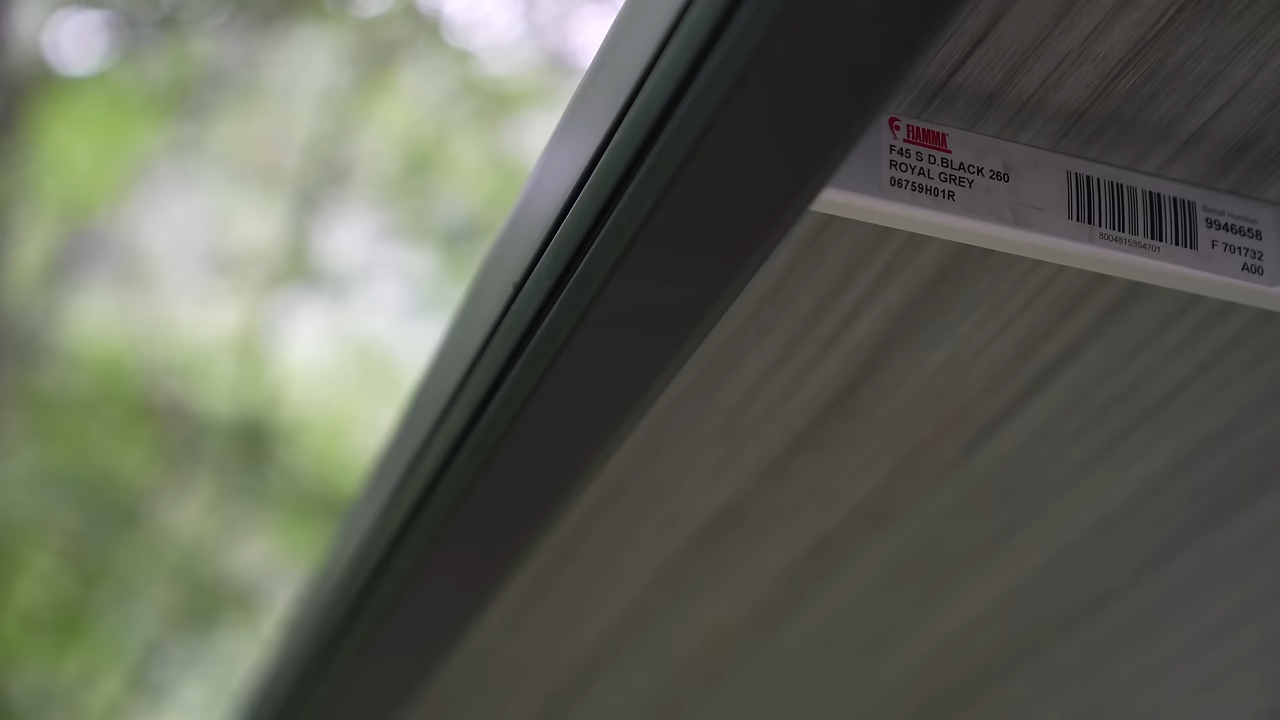 FIAMMA
F45 S D.BLACK 260
ROYAL GREY
06759H01R
8004815354701
Serial number
9946658
F 701732
A00